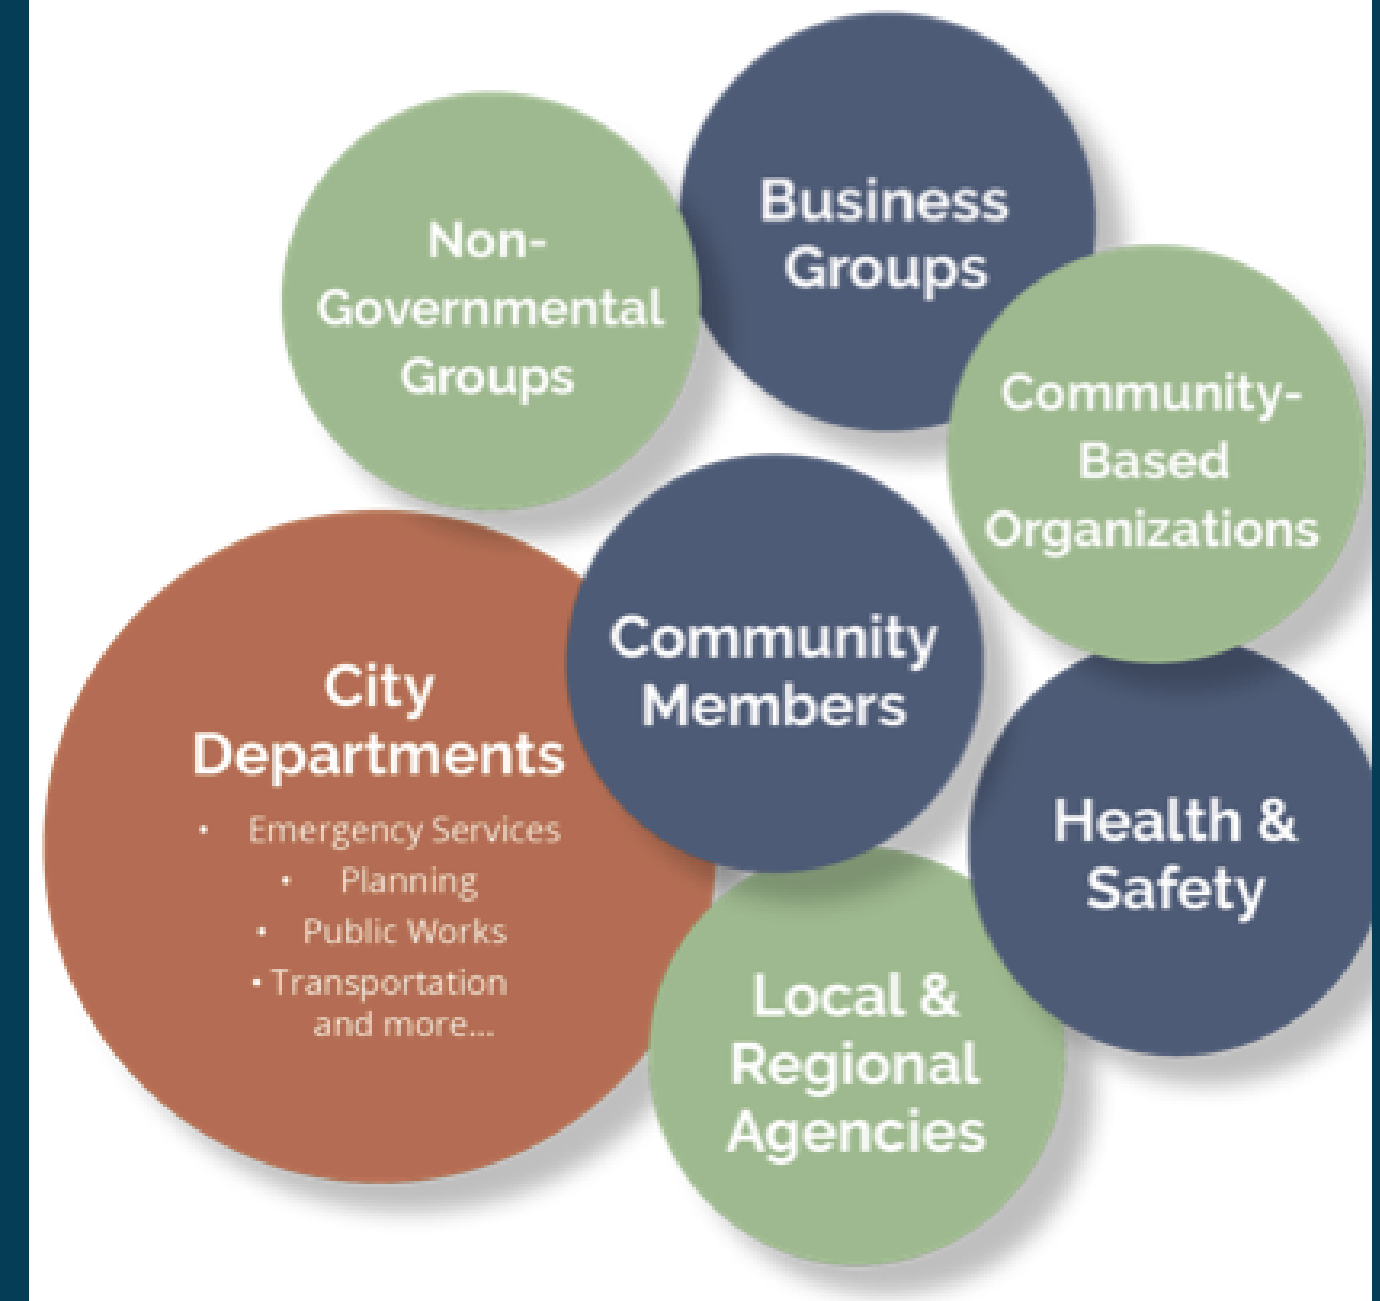 Non-
Governmental
Groups
Business
Groups
Community-
Based
Organizations
Community
Members
City
Departments
• Emergency Services
• Planning
• Public Works
• Transportation
and more...
Health &
Safety
Local &
Regional
Agencies